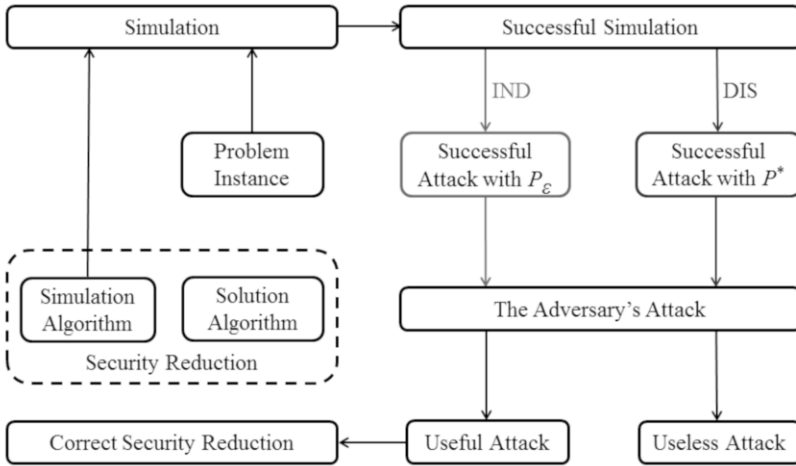 Simulation
Successful Simulation
IND
DIS
Problem
Instance
Successful
Attack with P_ε
Successful
Attack with P*
Simulation
Algorithm
Solution
Algorithm
Security Reduction
The Adversary's Attack
Correct Security Reduction
Useful Attack
Useless Attack